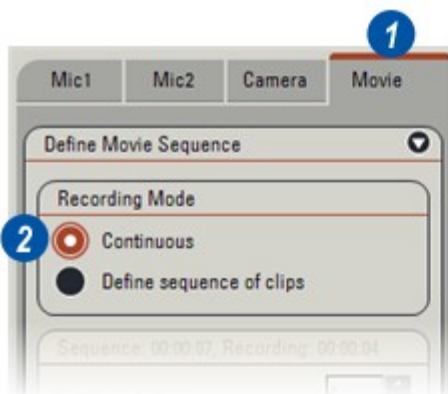 1
Mic1 Mic2 Camera Movie
Define Movie Sequence
Recording Mode
2 Continuous
Define sequence of clips
Sequence: 00:00:07, Recording: 00:00:04